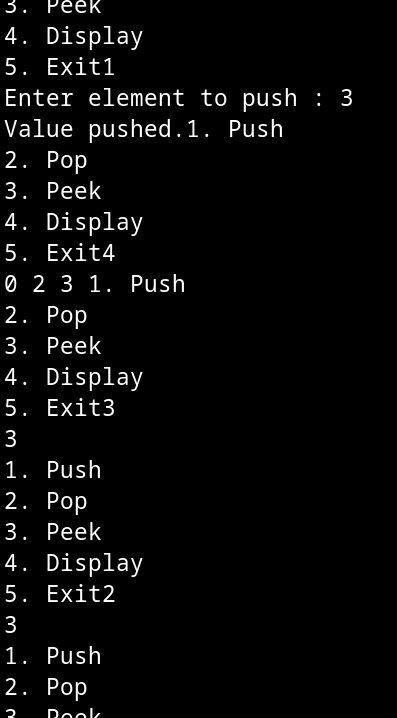 3. Peek
4. Display
5. Exit1
Enter element to push : 3
Value pushed.1. Push
2. Pop
3. Peek
4. Display
5. Exit4
0 2 3 1. Push
2. Pop
3. Peek
4. Display
5. Exit3
3
1. Push
2. Pop
3. Peek
4. Display
5. Exit2
3
1. Push
2. Pop
3. Peek